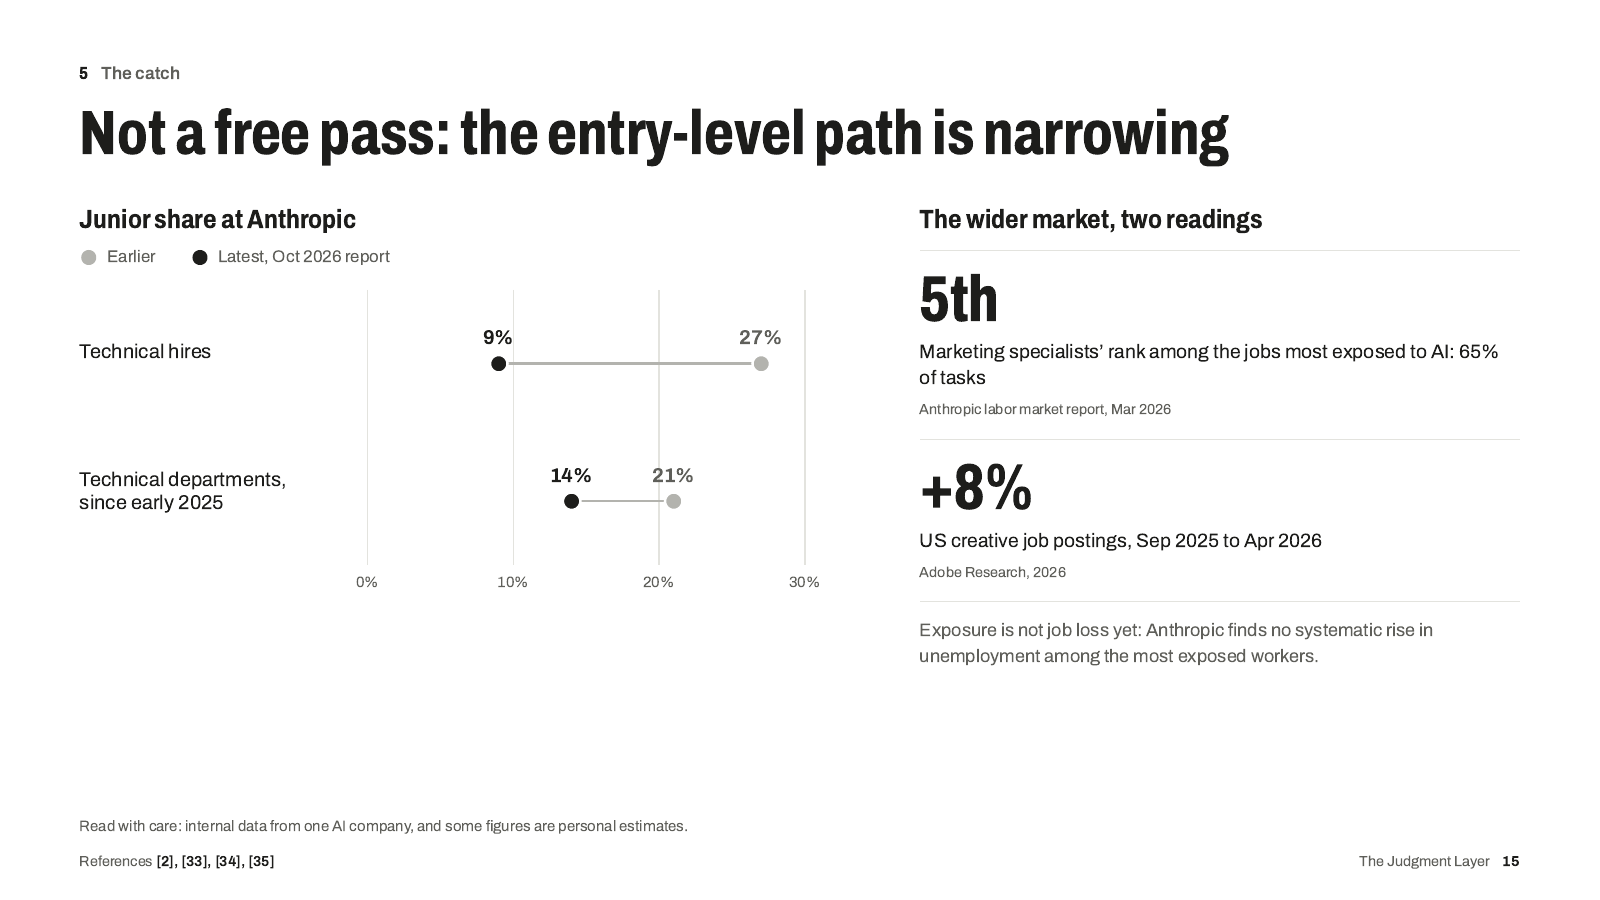 5 The catch
Not a free pass: the entry-level path is narrowing
Junior share at Anthropic
Earlier Latest, Oct 2026 report
9% 27%
Technical hires
14% 21%
Technical departments,
since early 2025
0% 10% 20% 30%
The wider market, two readings
5th
Marketing specialists’ rank among the jobs most exposed to AI: 65%
of tasks
Anthropic labor market report, Mar 2026
+8%
US creative job postings, Sep 2025 to Apr 2026
Adobe Research, 2026
Exposure is not job loss yet: Anthropic finds no systematic rise in
unemployment among the most exposed workers.
Read with care: internal data from one AI company, and some figures are personal estimates.
References [2], [33], [34], [35]
The Judgment Layer 15